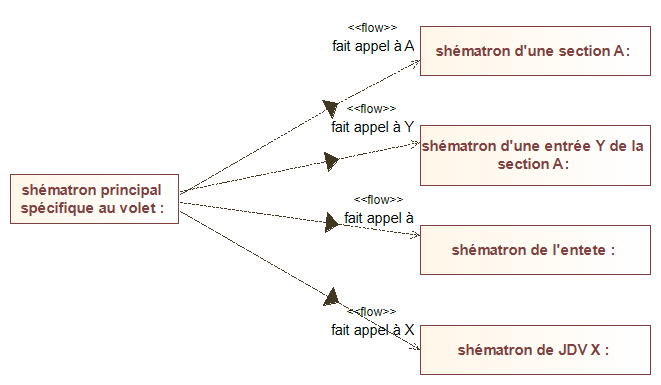 <<flow>>
fait appel à A
shématron d'une section A:
<<flow>>
fait appel à Y
shématron d'une entrée Y de la
section A:
shématron principal
spécifique au volet :
<<flow>>
fait appel à
shématron de l'entete :
<<flow>>
fait appel à X
shématron de JDV X :